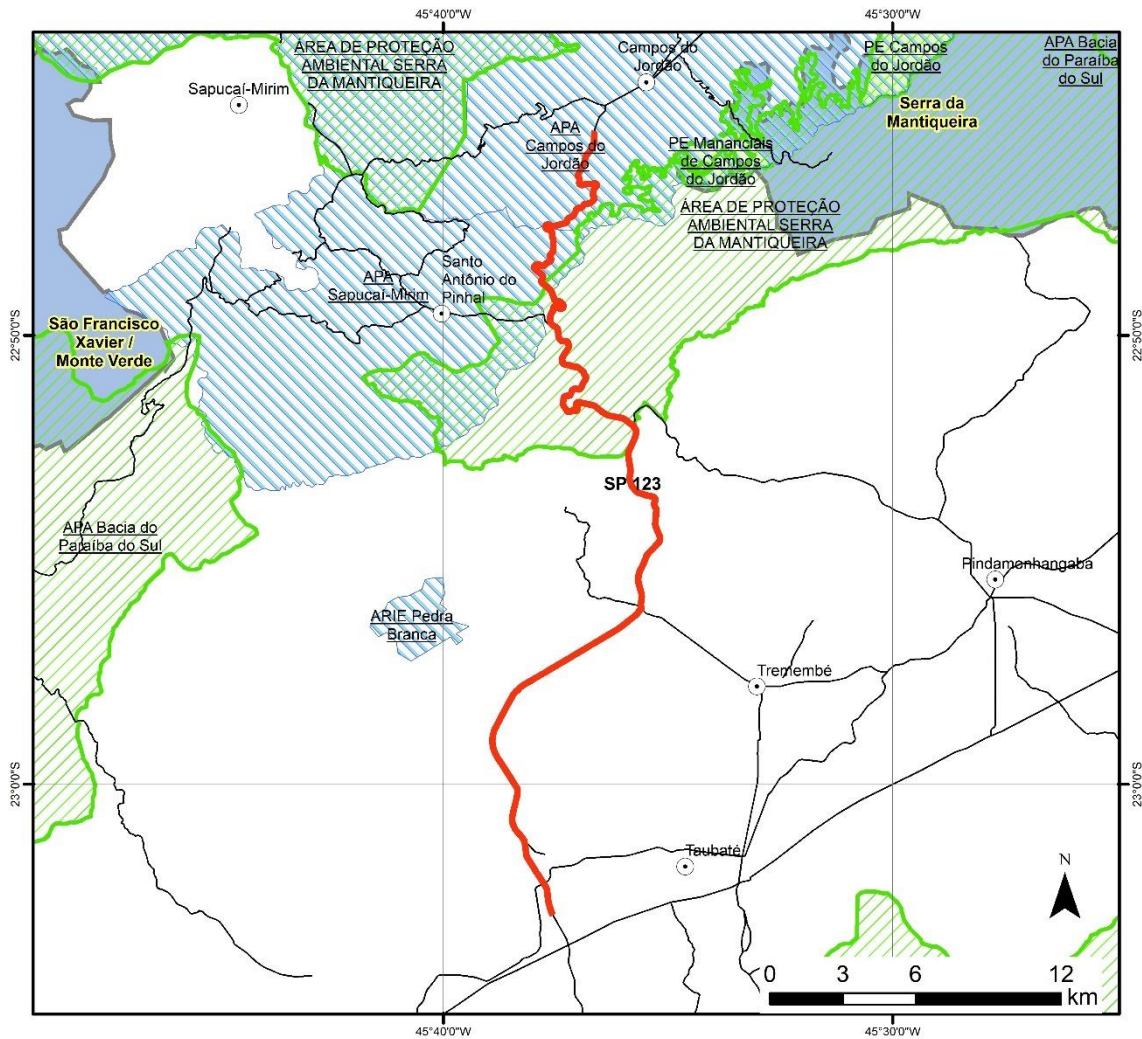 45°40'0"W
45°30'0"W
ÁREA DE PROTEÇÃO
AMBIENTAL SERRA
DA MANTIQUEIRA
Campos do
Jordão
PE Campos
do Jordão
APA Bacia
do Paraíba
do Sul
Sapucaí-Mirim
Serra da
Mantiqueira
APA
Campos do
Jordão
PE Mananciais
de Campos
do Jordão
ÁREA DE PROTEÇÃO
AMBIENTAL SERRA
DA MANTIQUEIRA
Santo
Antônio do
Pinhal
APA
Sapucaí-Mirim
São Francisco
Xavier /
Monte Verde
22°50'0"S
22°50'0"S
SP 123
APA Bacia do
Paraíba do Sul
Pindamonhangaba
ARIE Pedra
Branca
Tremembé
23°0'0"S
23°0'0"S
Taubaté
N
0 3 6 12
km
45°40'0"W
45°30'0"W